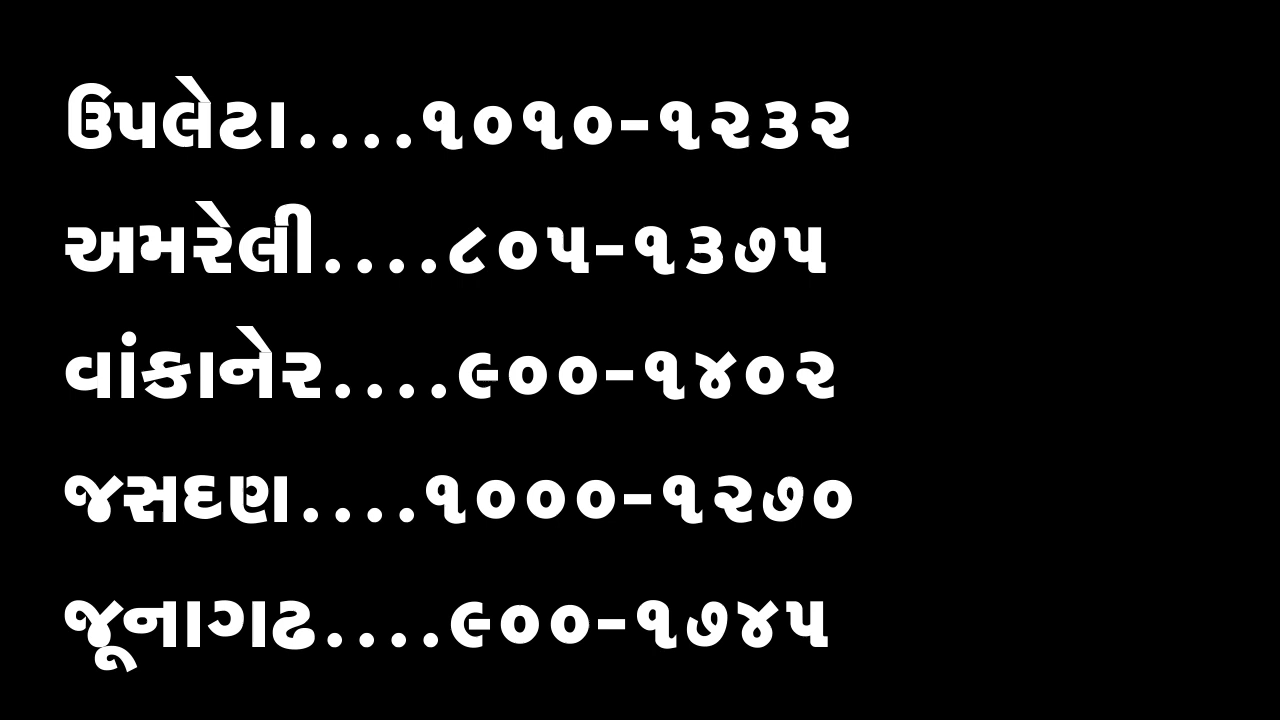 ઉપલેટા....૧૦૧૦-૧૨૩૨
અમરેલી....૮૦૫-૧૩૭૫
વાંકાનેર....૯૦૦-૧૪૦૨
જસદણ....૧૦૦૦-૧૨૭૦
જૂનાગઢ....૯૦૦-૧૭૪૫